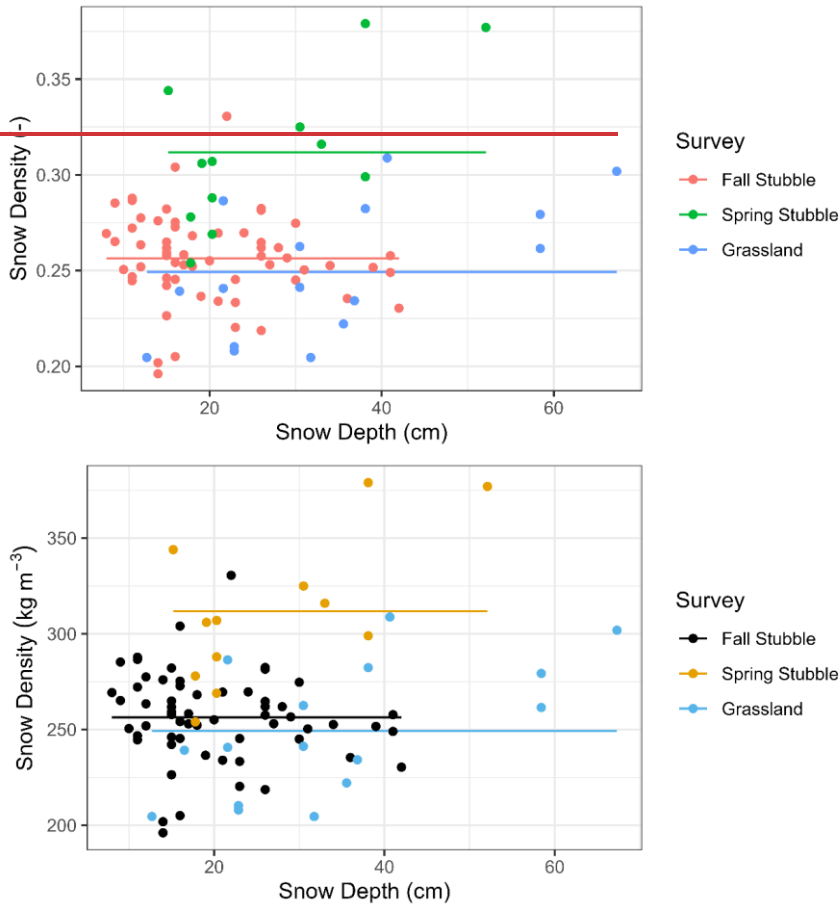 0.35
0.30
0.25
0.20
Snow Density (-)
20
40
60
Snow Depth (cm)
Survey
Fall Stubble
Spring Stubble
Grassland
350
300
250
200
Snow Density (kg m⁻³)
20
40
60
Snow Depth (cm)
Survey
Fall Stubble
Spring Stubble
Grassland